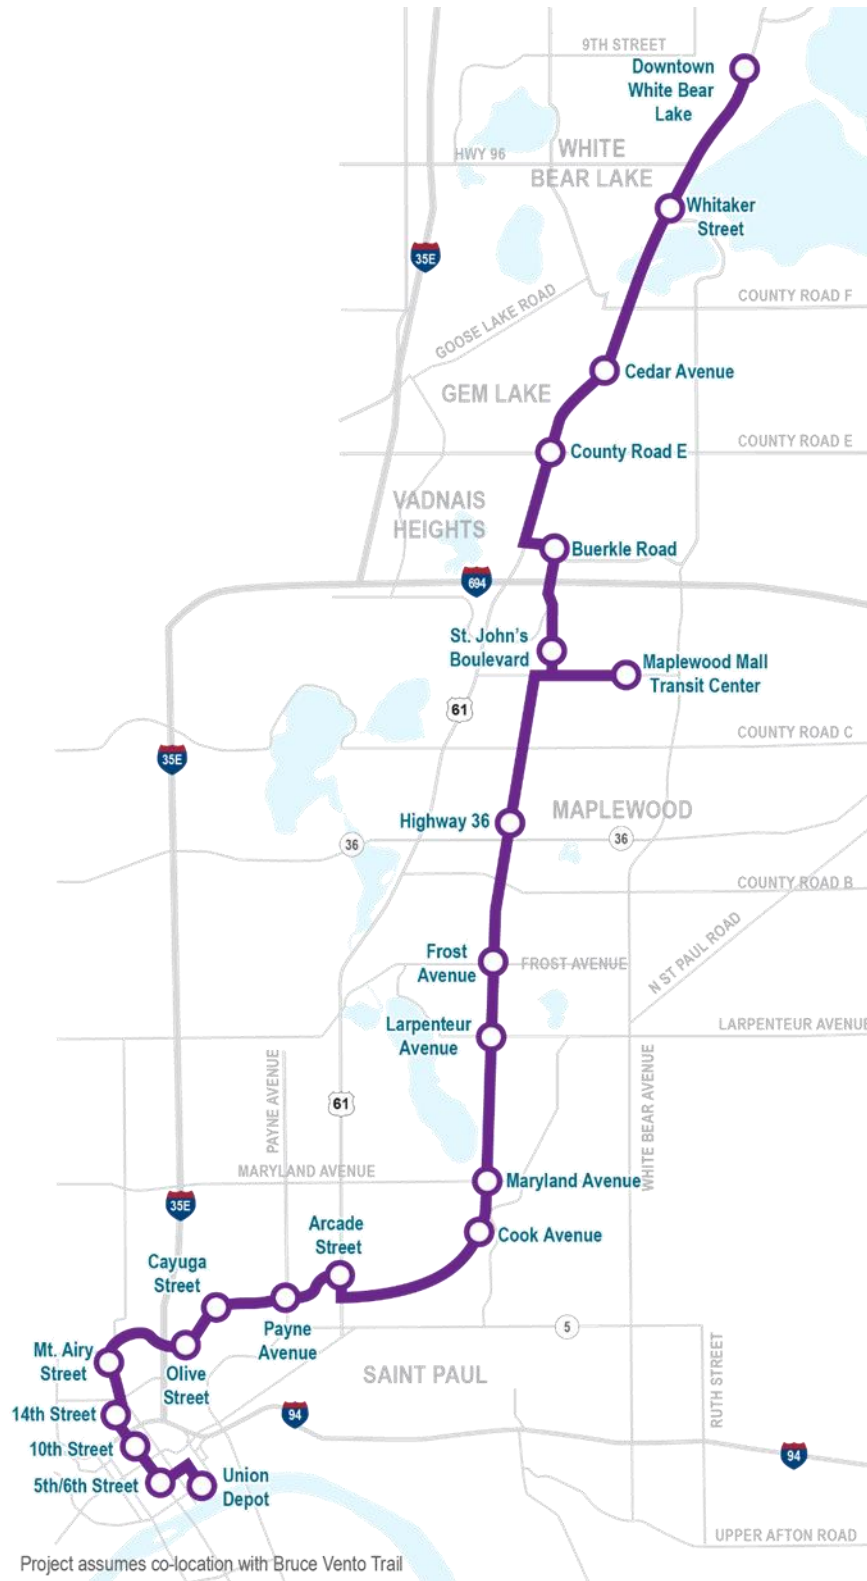 9TH STREET
Downtown
White Bear
Lake
HWY 96
WHITE
BEAR LAKE
Whitaker
Street
35E
COUNTY ROAD F
GOOSE LAKE ROAD
Cedar Avenue
GEM LAKE
COUNTY ROAD E
County Road E
VADNAIS
HEIGHTS
Buerkle Road
694
St. John's
Boulevard
Maplewood Mall
Transit Center
61
COUNTY ROAD C
35E
MAPLEWOOD
Highway 36
36
36
COUNTY ROAD B
N ST PAUL ROAD
Frost
Avenue
FROST AVENUE
Larpenteur
Avenue
LARPENTEUR AVENUE
PAYNE AVENUE
WHITE BEAR AVENUE
61
MARYLAND AVENUE
Maryland Avenue
35E
Arcade
Street
Cook Avenue
Cayuga
Street
Payne
Avenue
5
Mt. Airy
Street
Olive
Street
SAINT PAUL
RUTH STREET
14th Street
94
10th Street
94
5th/6th Street
Union
Depot
UPPER AFTON ROAD
Project assumes co-location with Bruce Vento Trail